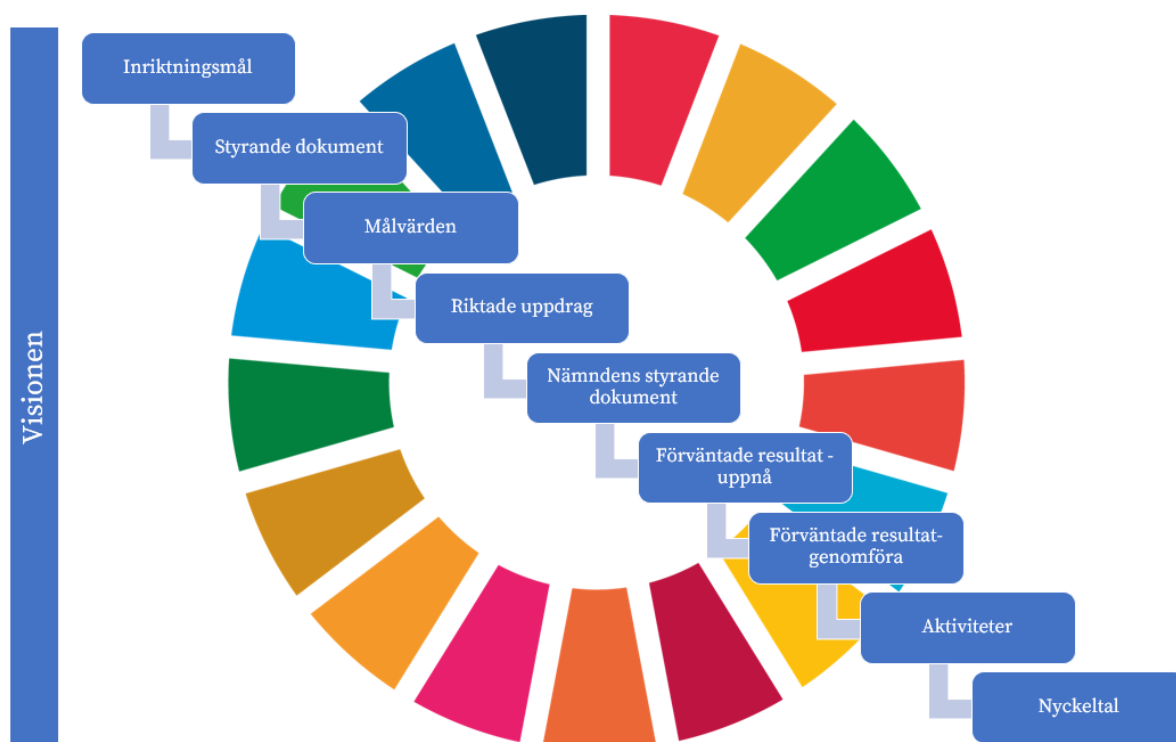 Visionen
Inriktningsmål
Styrande dokument
Målvärden
Riktade uppdrag
Nämndens styrande
dokument
Förväntade resultat -
uppnå
Förväntade resultat-
genomföra
Aktiviteter
Nyckeltal